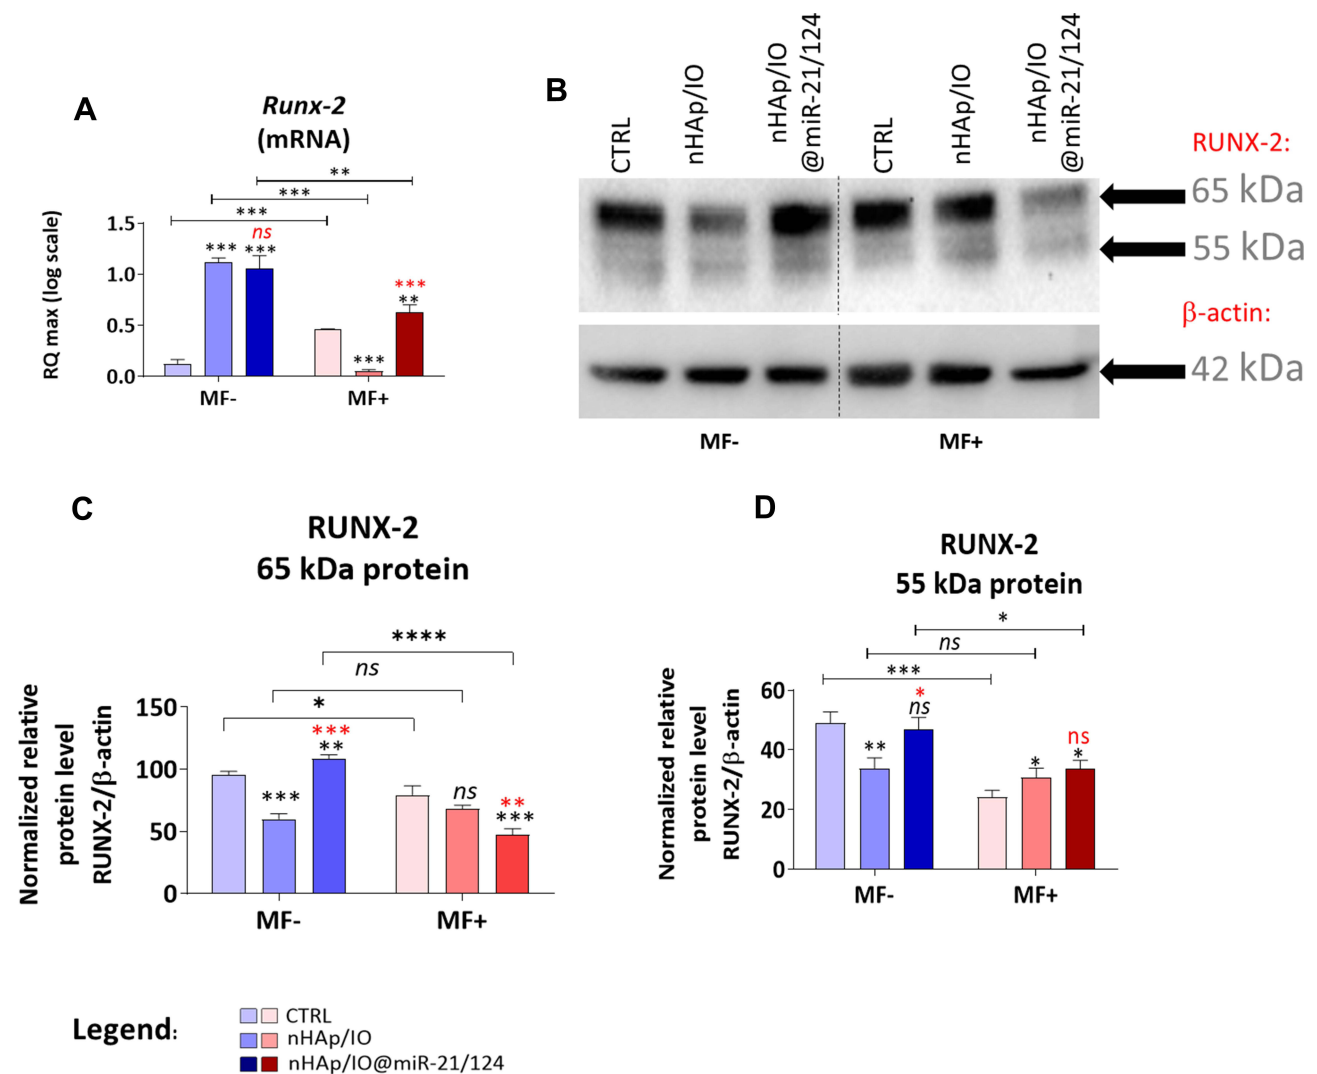 A
Runx-2
(mRNA)
**
***
***
ns
*** ***
***
**
***
RQ max (log scale)
1.5
1.0
0.5
0.0
MF-
MF+
B
CTRL
nHAp/IO
nHAp/IO
@miR-21/124
CTRL
nHAp/IO
nHAp/IO
@miR-21/124
RUNX-2:
65 kDa
55 kDa
β-actin:
42 kDa
MF-
MF+
C
RUNX-2
65 kDa protein
****
ns
*
***
**
***
ns
**
***
Normalized relative
protein level
RUNX-2/β-actin
150
100
50
0
MF-
MF+
D
RUNX-2
55 kDa protein
*
ns
***
*
ns
**
ns
*
*
Normalized relative
protein level
RUNX-2/β-actin
60
40
20
0
MF-
MF+
Legend:
CTRL
nHAp/IO
nHAp/IO@miR-21/124